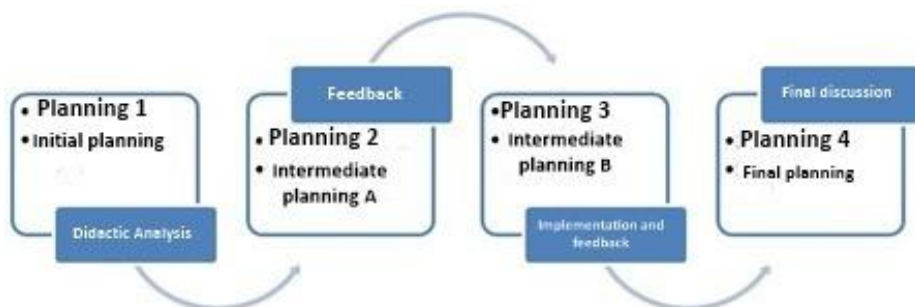 • Planning 1
• Initial planning
Didactic Analysis
Feedback
• Planning 2
• Intermediate
planning A
•Planning 3
• Intermediate
planning B
Implementation and
feedback
Final discussion
• Planning 4
• Final planning